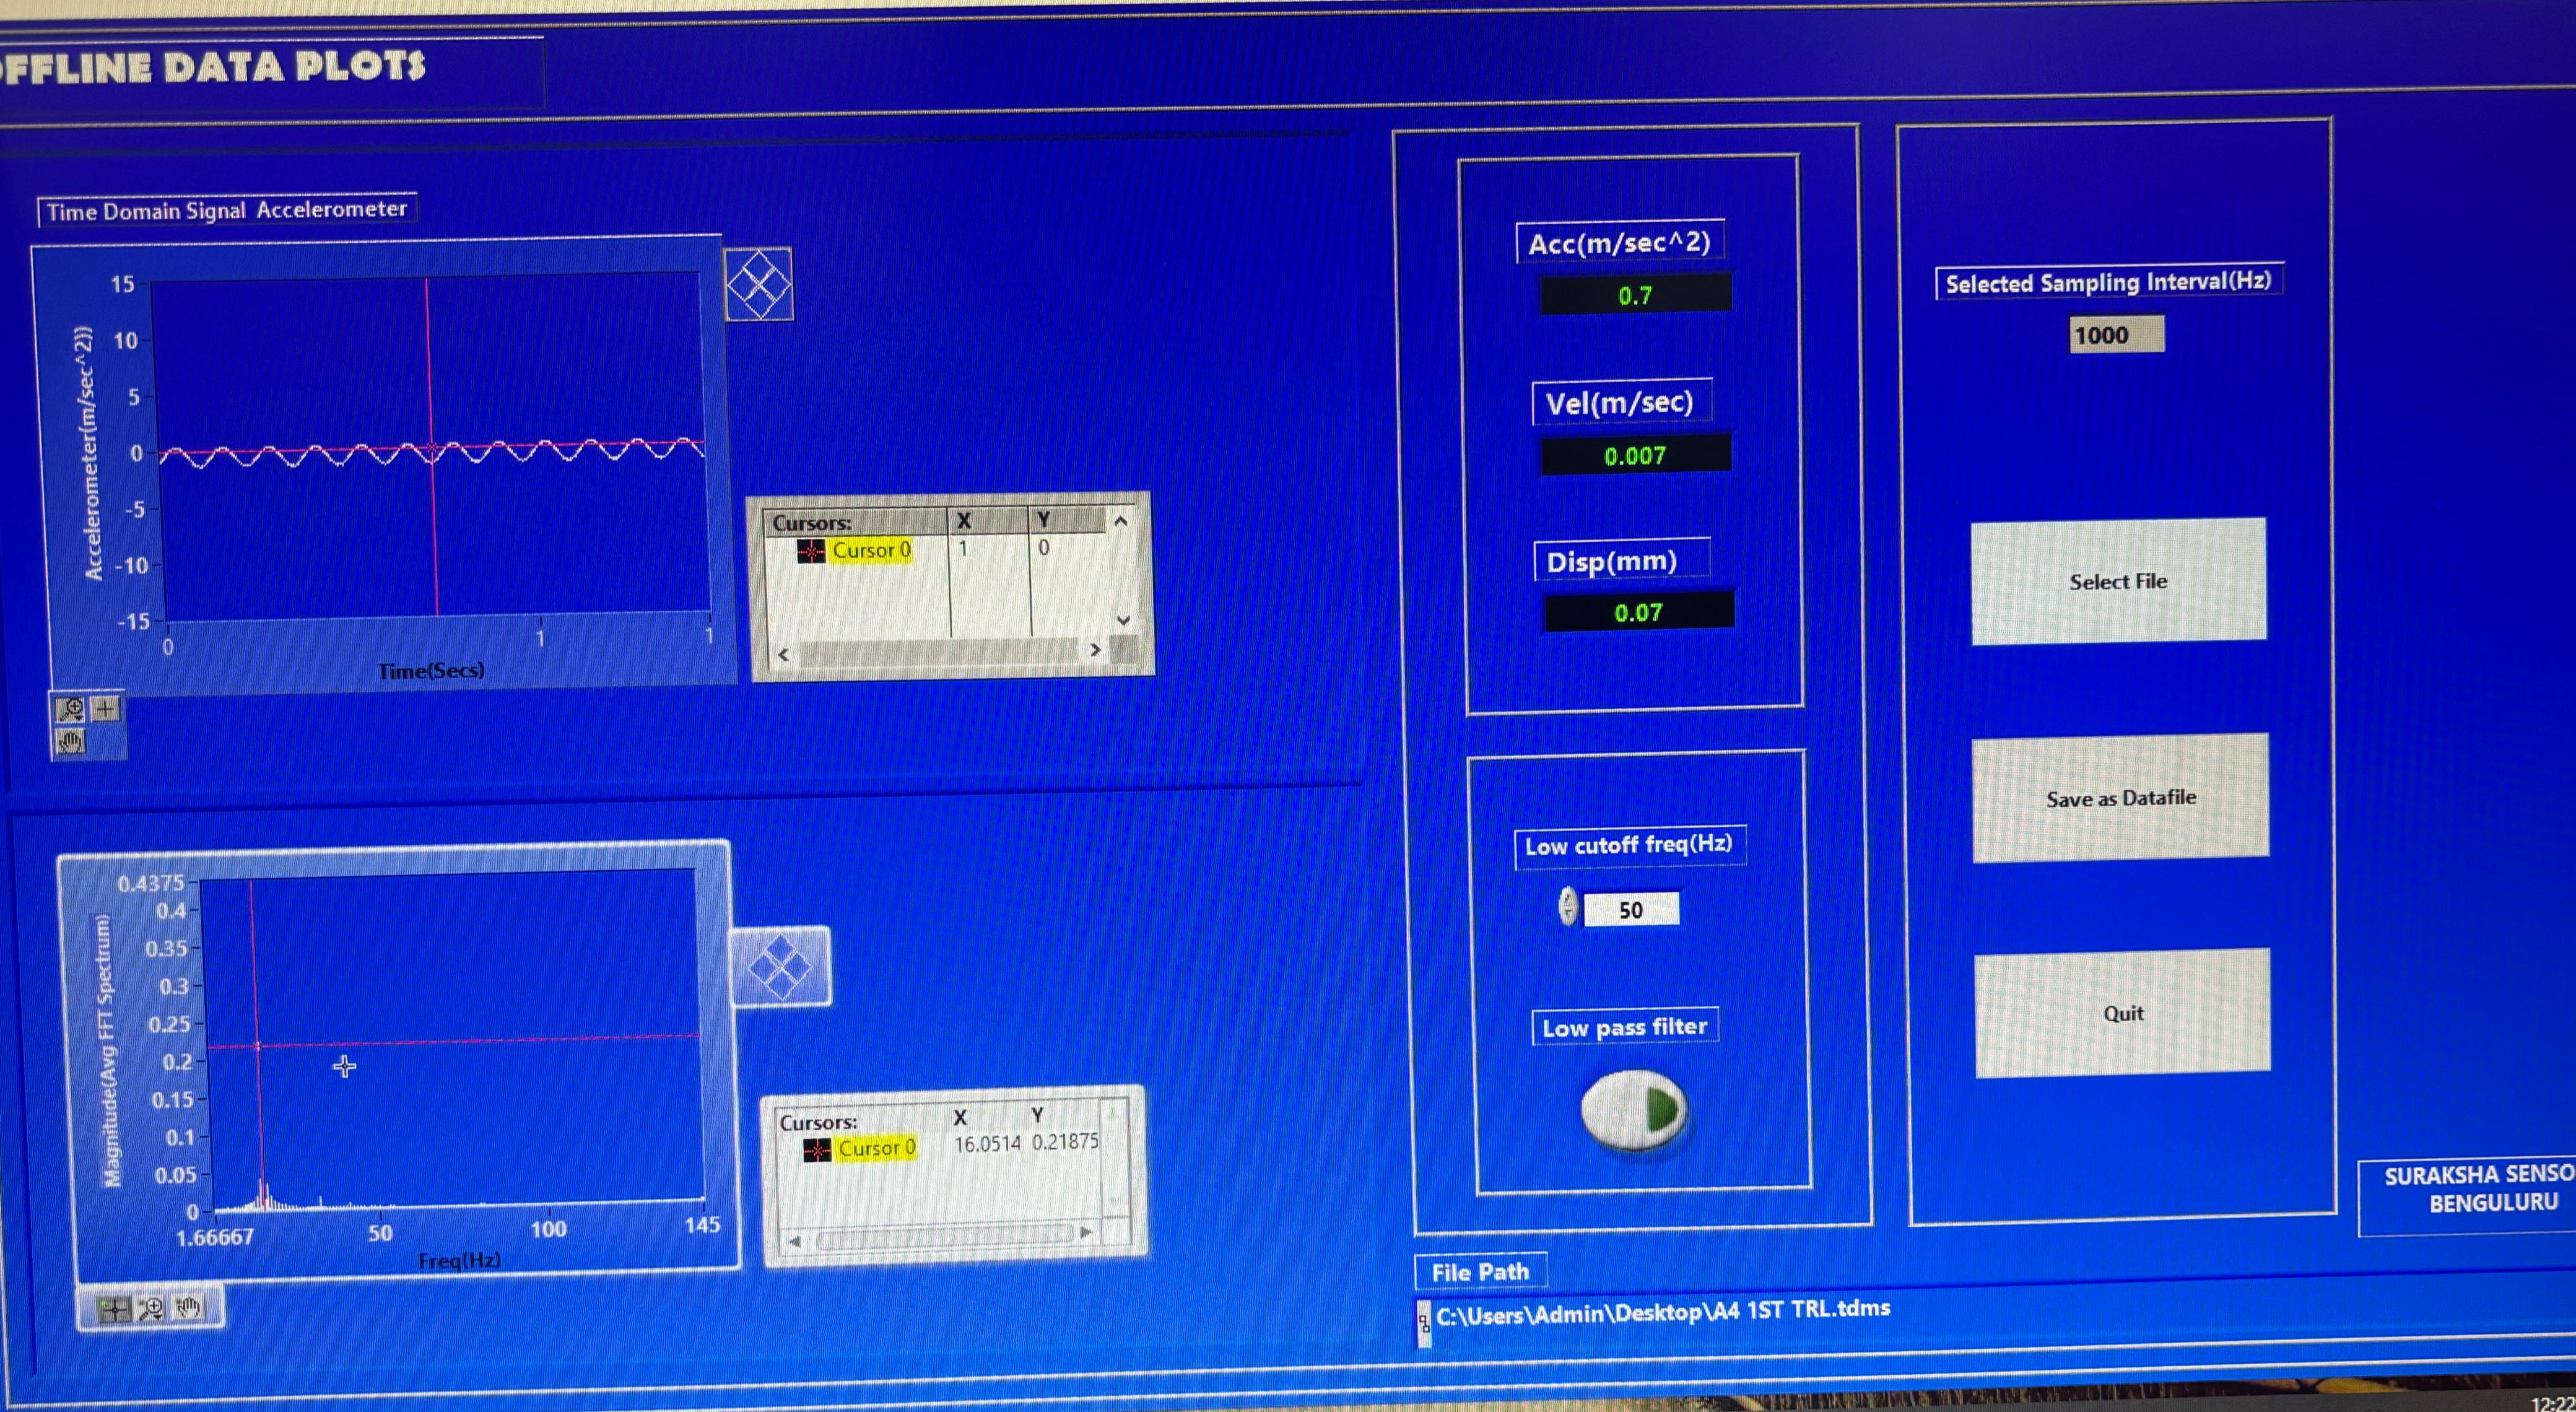 OFFLINE DATA PLOTS
Time Domain Signal Accelerometer
15
10
5
0
-5
-10
-15
Accelerometer(m/sec^2))
0
1
1
Time(Secs)
Cursors:
X
Y
Cursor 0
1
0
0.4375
0.4
0.35
0.3
0.25
0.2
0.15
0.1
0.05
0
Magnitude(Avg FFT Spectrum)
1.66667
50
100
145
Freq(Hz)
Cursors:
X
Y
Cursor 0
16.0514
0.21875
Acc(m/sec^2)
0.7
Vel(m/sec)
0.007
Disp(mm)
0.07
Low cutoff freq(Hz)
50
Low pass filter
Selected Sampling Interval(Hz)
1000
Select File
Save as Datafile
Quit
SURAKSHA SENSO
BENGULURU
File Path
C:\Users\Admin\Desktop\A4 1ST TRL.tdms
12:22